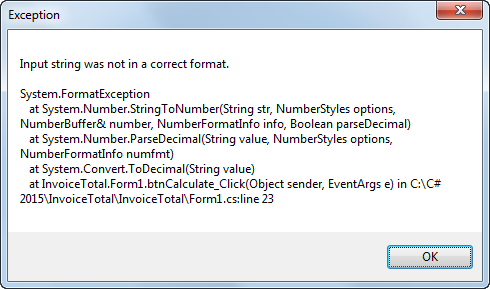 Exception
Input string was not in a correct format.
System.FormatException
at System.Number.StringToNumber(String str, NumberStyles options,
NumberBuffer& number, NumberFormatInfo info, Boolean parseDecimal)
at System.Number.ParseDecimal(String value, NumberStyles options,
NumberFormatInfo numfmt)
at System.Convert.ToDecimal(String value)
at InvoiceTotal.Form1.btnCalculate_Click(Object sender, EventArgs e) in C:\C#
2015\InvoiceTotal\InvoiceTotal\Form1.cs:line 23
OK